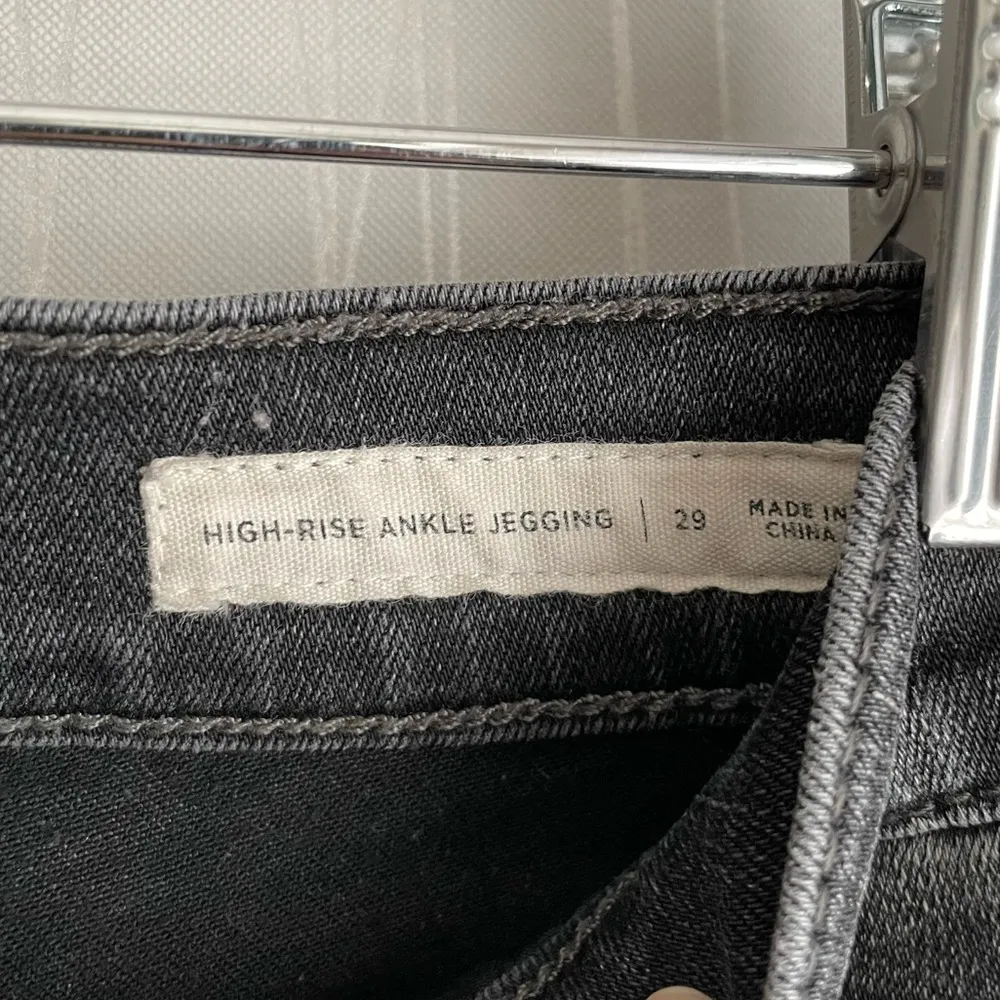 HIGH-RISE ANKLE JEGGING | 29
MADE IN
CHINA